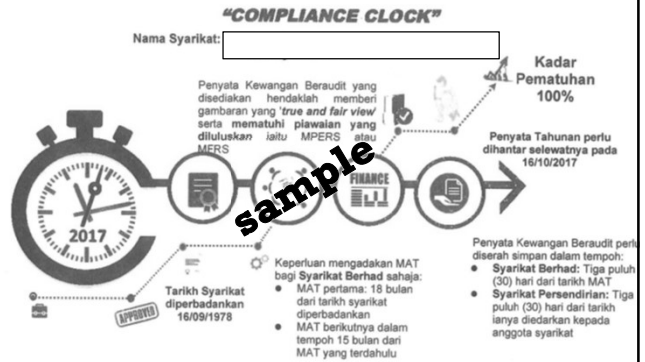 "COMPLIANCE CLOCK"
Nama Syarikat:
Penyata Kewangan Beraudit yang
disediakan hendaklah memberi
gambaran yang 'true and fair view'
serta mematuhi piawaian yang
diluluskan iaitu MPERS atau
MFRS
Kadar
Pematuhan
100%
Penyata Tahunan perlu
dihantar selewatnya pada
16/10/2017
sample
FINANCE
2017
Tarikh Syarikat
diperbadankan
16/09/1978
APPROVED
Keperluan mengadakan MAT
bagi Syarikat Berhad sahaja:
● MAT pertama: 18 bulan
dari tarikh syarikat
diperbadankan
● MAT berikutnya dalam
tempoh 15 bulan dari
MAT yang terdahulu
Penyata Kewangan Beraudit perlu
diserah simpan dalam tempoh:
● Syarikat Berhad: Tiga puluh
(30) hari dari tarikh MAT
● Syarikat Persendirian: Tiga
puluh (30) hari dari tarikh
ianya diedarkan kepada
anggota syarikat